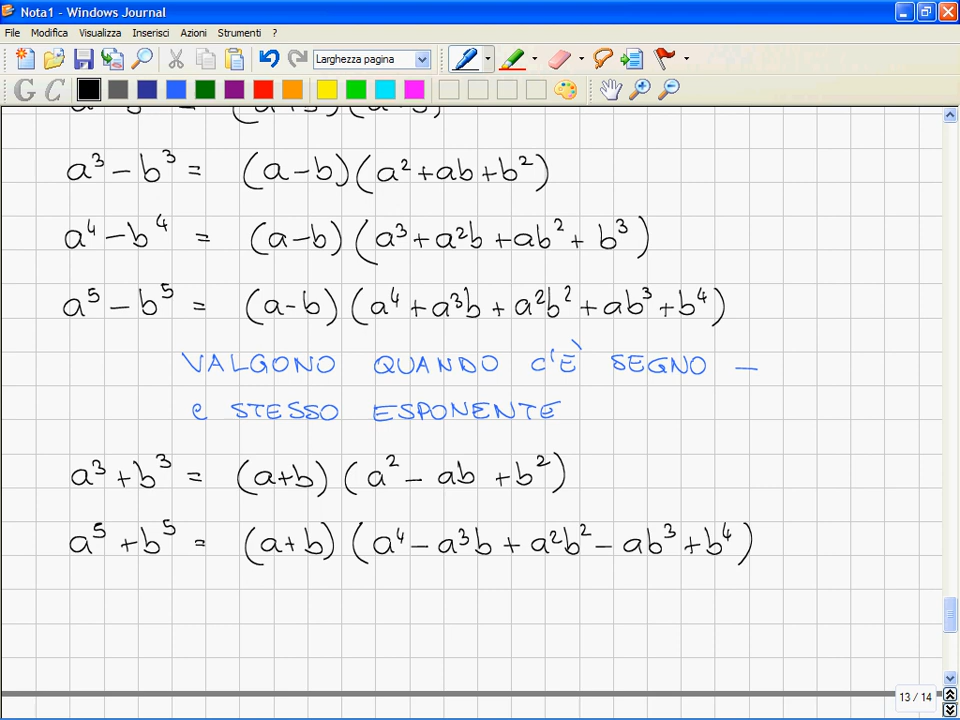 Nota1 - Windows Journal
File Modifica Visualizza Inserisci Azioni Strumenti ?
Larghezza pagina
G C
a³ - b³ = (a-b)(a² + ab + b²)
a⁴ - b⁴ = (a-b)(a³ + a²b + ab² + b³)
a⁵ - b⁵ = (a-b)(a⁴ + a³b + a²b² + ab³ + b⁴)
VALGONO QUANDO C'È SEGNO -
e STESSO ESPONENTE
a³ + b³ = (a+b)(a² - ab + b²)
a⁵ + b⁵ = (a+b)(a⁴ - a³b + a²b² - ab³ + b⁴)
13 / 14